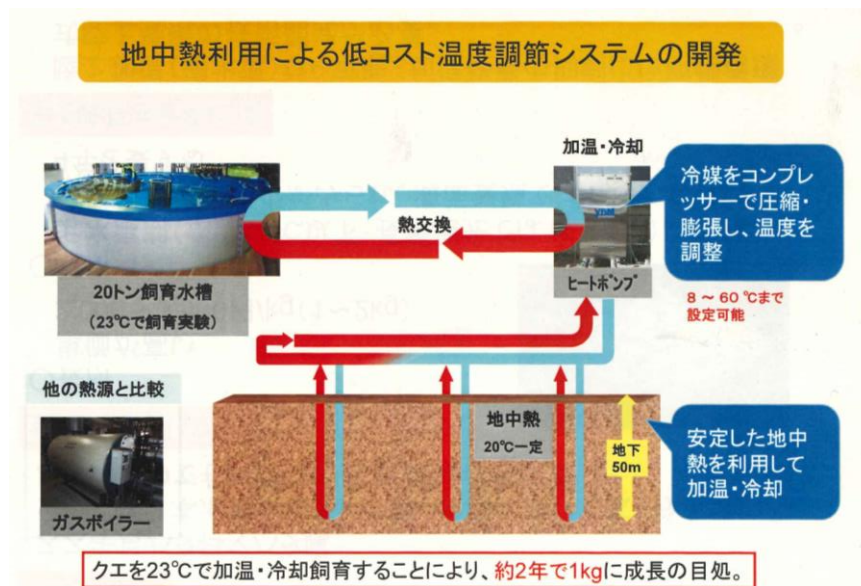 地中熱利用による低コスト温度調節システムの開発
加温・冷却
冷媒をコンプレ
ッサーで圧縮・
膨張し、温度を
調整
熱交換
20トン飼育水槽
(23℃で飼育実験)
ヒートポンプ
8 ~ 60 ℃まで
設定可能
他の熱源と比較
ガスボイラー
地中熱
20℃一定
地下
50m
安定した地中
熱を利用して
加温・冷却
クエを23℃で加温・冷却飼育することにより、約2年で1kgに成長の目処。